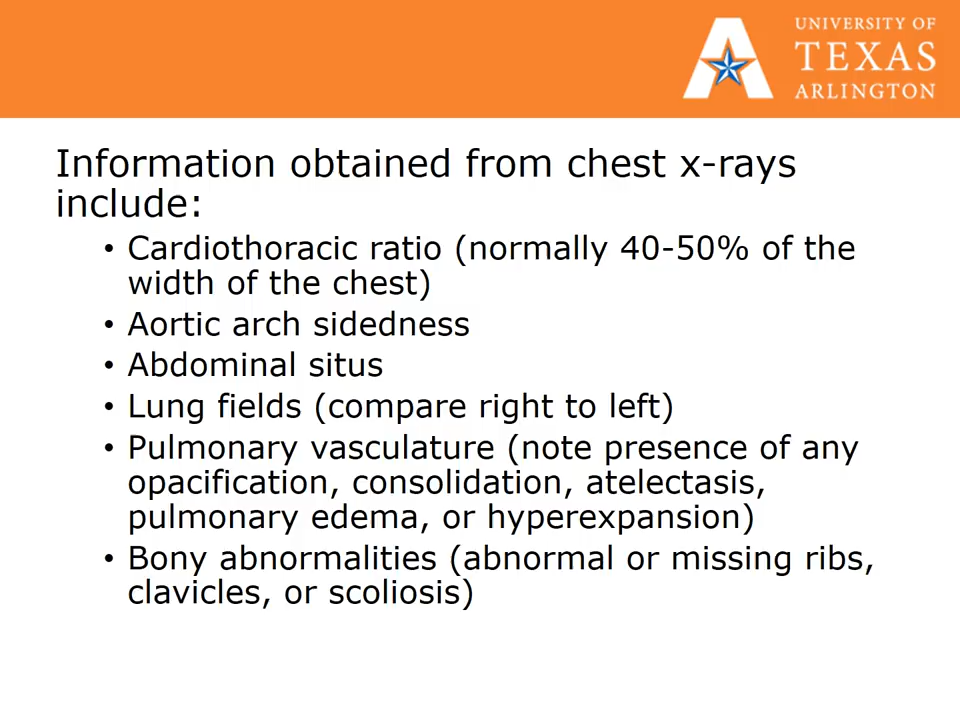 UNIVERSITY OF
TEXAS
ARLINGTON
Information obtained from chest x-rays
include:
• Cardiothoracic ratio (normally 40-50% of the
width of the chest)
• Aortic arch sidedness
• Abdominal situs
• Lung fields (compare right to left)
• Pulmonary vasculature (note presence of any
opacification, consolidation, atelectasis,
pulmonary edema, or hyperexpansion)
• Bony abnormalities (abnormal or missing ribs,
clavicles, or scoliosis)